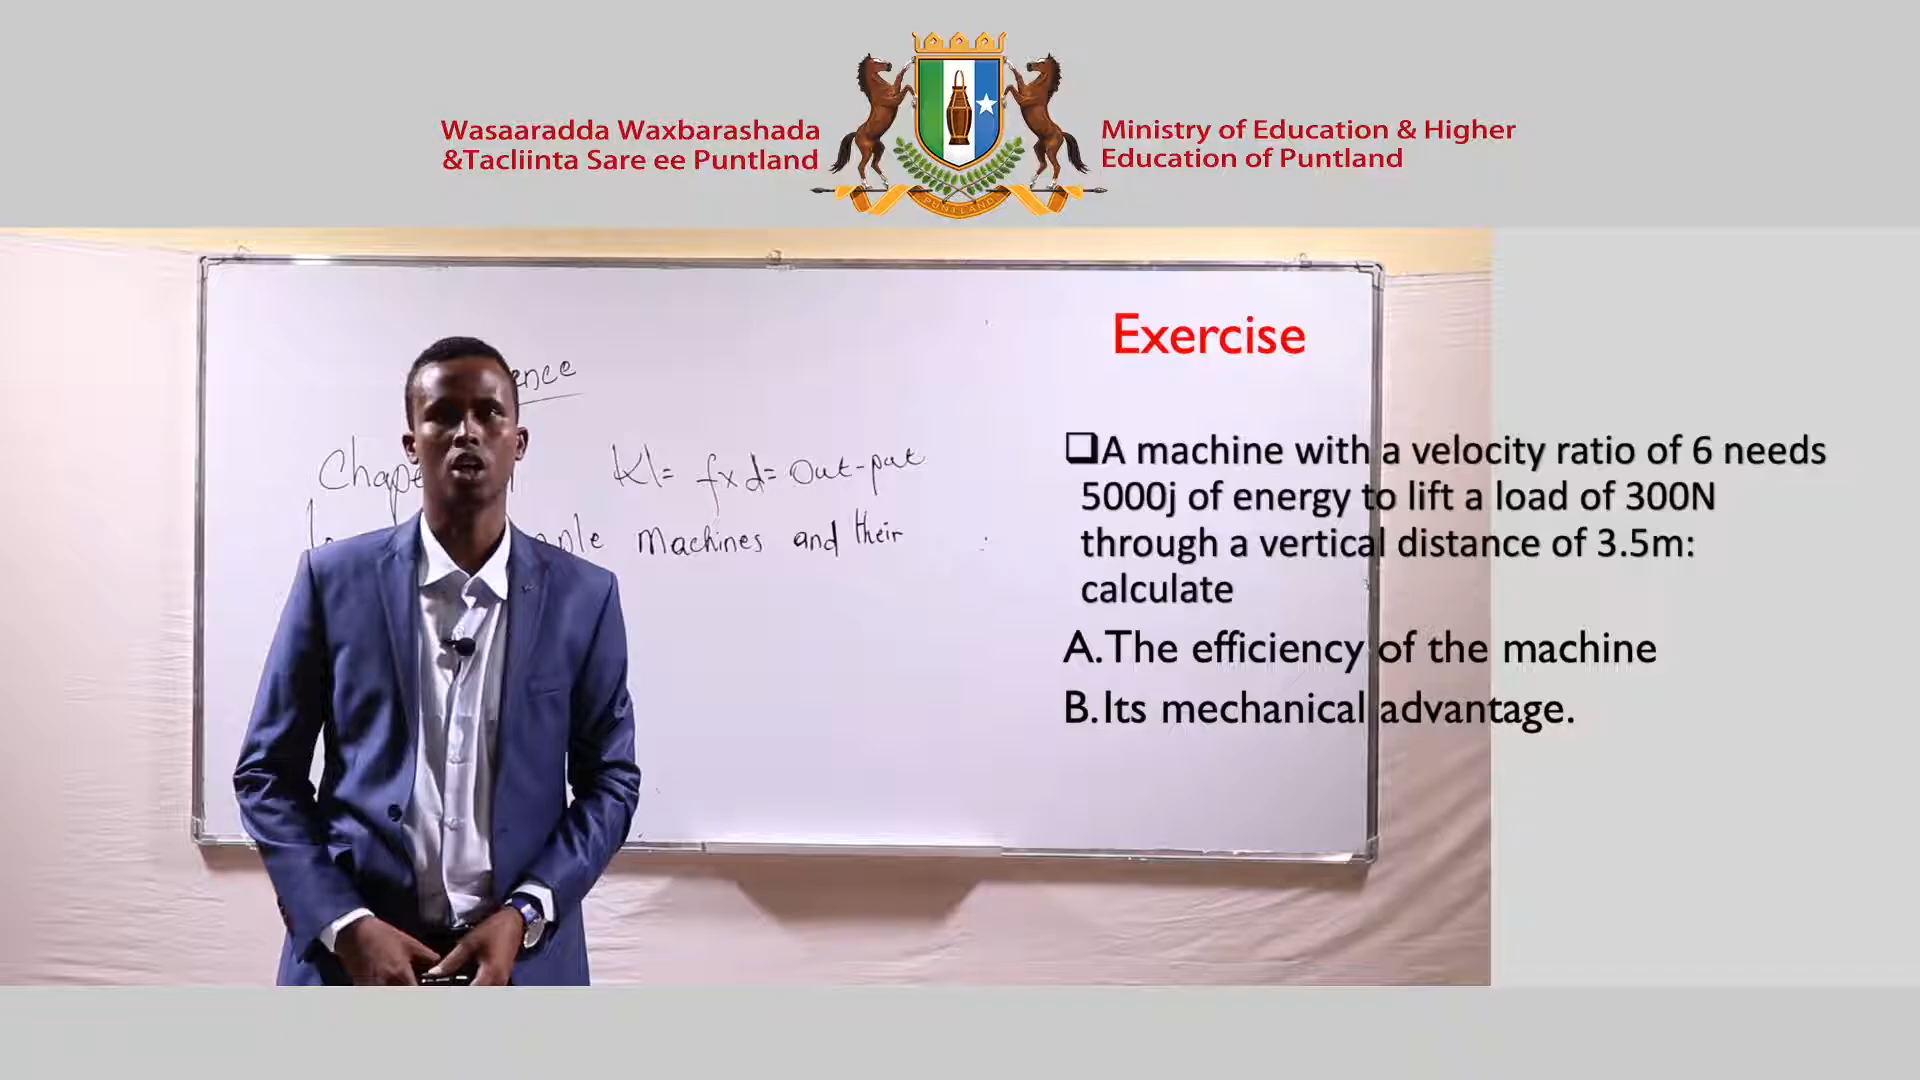 Wasaaradda Waxbarashada
&Tacliinta Sare ee Puntland
Ministry of Education & Higher
Education of Puntland
PUNTLAND
Exercise
❑A machine with a velocity ratio of 6 needs
5000j of energy to lift a load of 300N
through a vertical distance of 3.5m:
calculate
A.The efficiency of the machine
B.Its mechanical advantage.
ence
Chap
f x d = Out-put
Machines and their